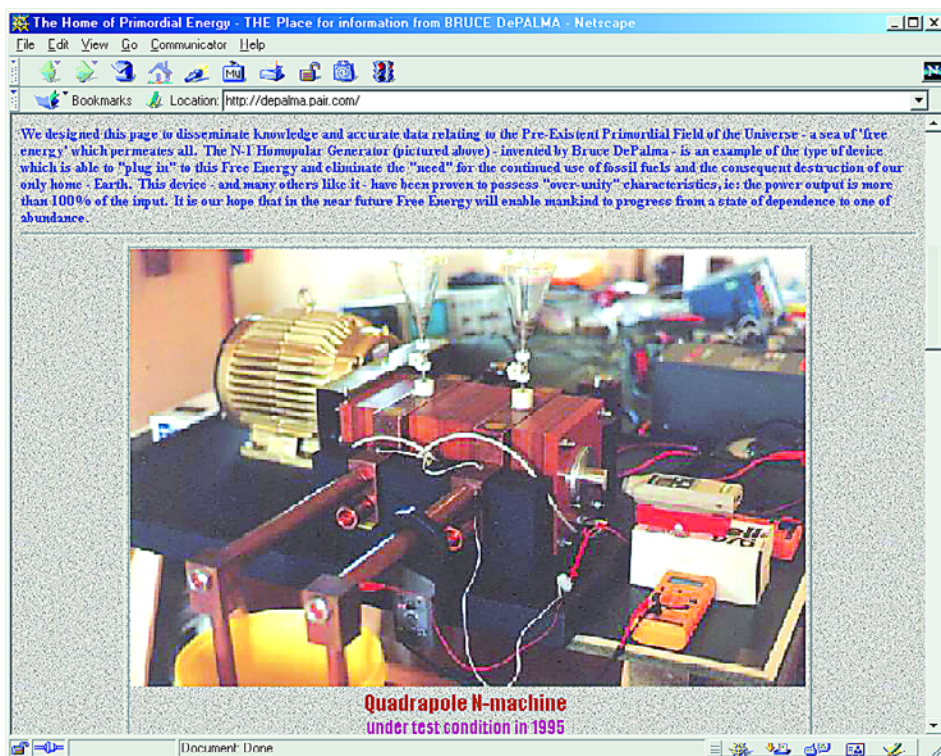 The Home of Primordial Energy - THE Place for information from BRUCE DePALMA - Netscape
File Edit View Go Communicator Help
My
Bookmarks Location: http://depalma.pair.com/
N
We designed this page to disseminate knowledge and accurate data relating to the Pre-Existent Primordial Field of the Universe - a sea of 'free
energy' which permeates all. The N-1 Homopular Generator (pictured above) - invented by Bruce DePalma - is an example of the type of device
which is able to "plug in" to this Free Energy and eliminate the "need" for the continued use of fossil fuels and the consequent destruction of our
only home - Earth. This device - and many others like it - have been proven to possess "over-unity" characteristics, ie: the power output is more
than 100% of the input. It is our hope that in the near future Free Energy will enable mankind to progress from a state of dependence to one of
abundance.
Quadrapole N-machine
under test condition in 1995
Document: Done